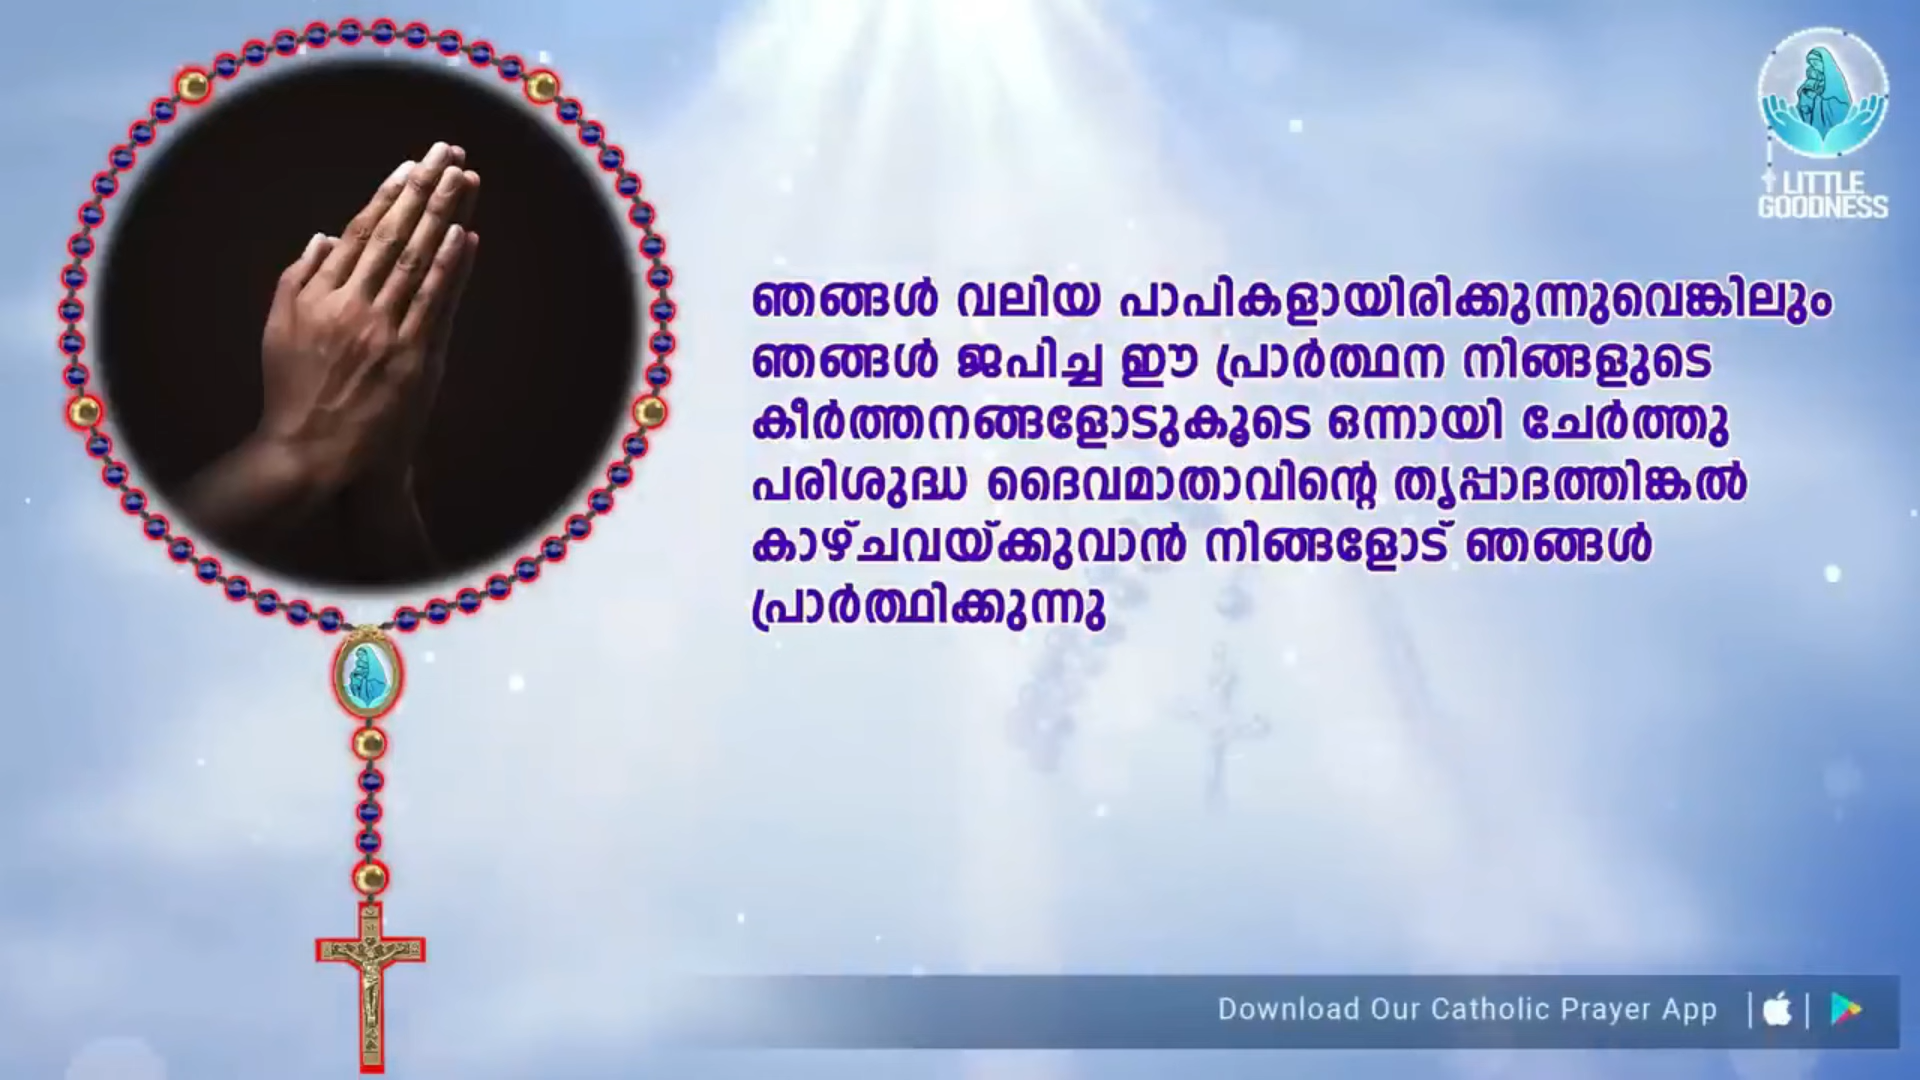 LITTLE
GOODNESS
ഞങ്ങൾ വലിയ പാപികളായിരിക്കുന്നുവെങ്കിലും
ഞങ്ങൾ ജപിച്ച ഈ പ്രാർത്ഥന നിങ്ങളുടെ
കീർത്തനങ്ങളോടുകൂടെ ഒന്നായി ചേർത്തു
പരിശുദ്ധ ദൈവമാതാവിന്റെ തൃപ്പാദത്തിങ്കൽ
കാഴ്ചവയ്ക്കുവാൻ നിങ്ങളോട് ഞങ്ങൾ
പ്രാർത്ഥിക്കുന്നു
Download Our Catholic Prayer App